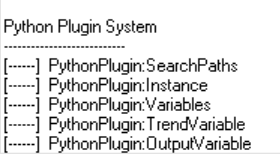 Python Plugin System
--------------------------
[------] PythonPlugin:SearchPaths
[------] PythonPlugin:Instance
[------] PythonPlugin:Variables
[------] PythonPlugin:TrendVariable
[------] PythonPlugin:OutputVariable